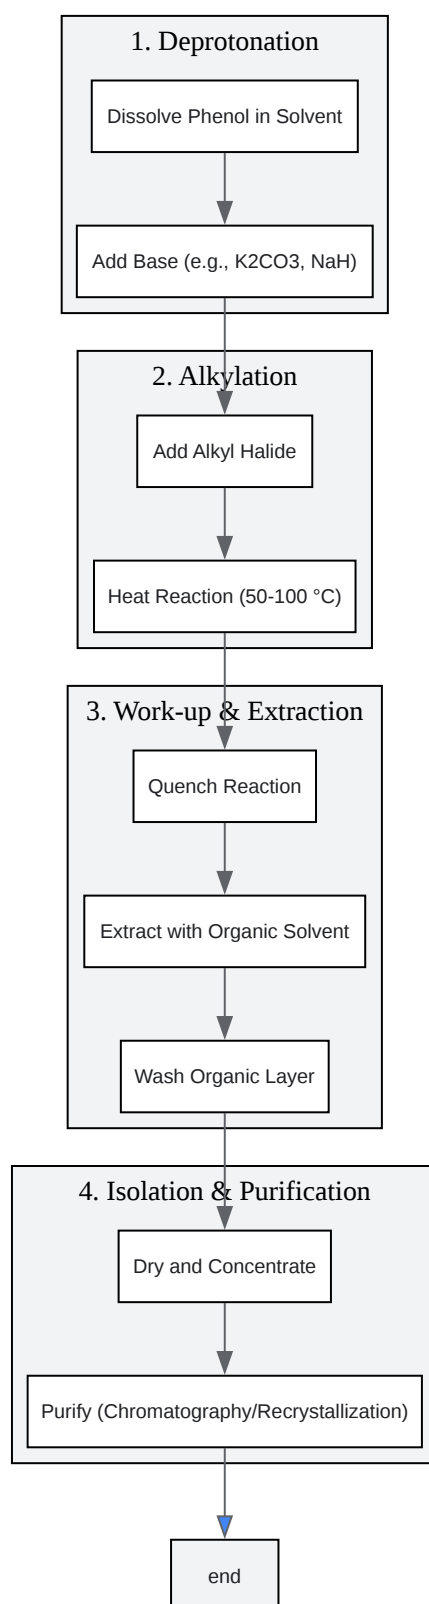 1. Deprotonation
Dissolve Phenol in Solvent
Add Base (e.g., K2CO3, NaH)
2. Alkylation
Add Alkyl Halide
Heat Reaction (50-100 °C)
3. Work-up & Extraction
Quench Reaction
Extract with Organic Solvent
Wash Organic Layer
4. Isolation & Purification
Dry and Concentrate
Purify (Chromatography/Recrystallization)
end